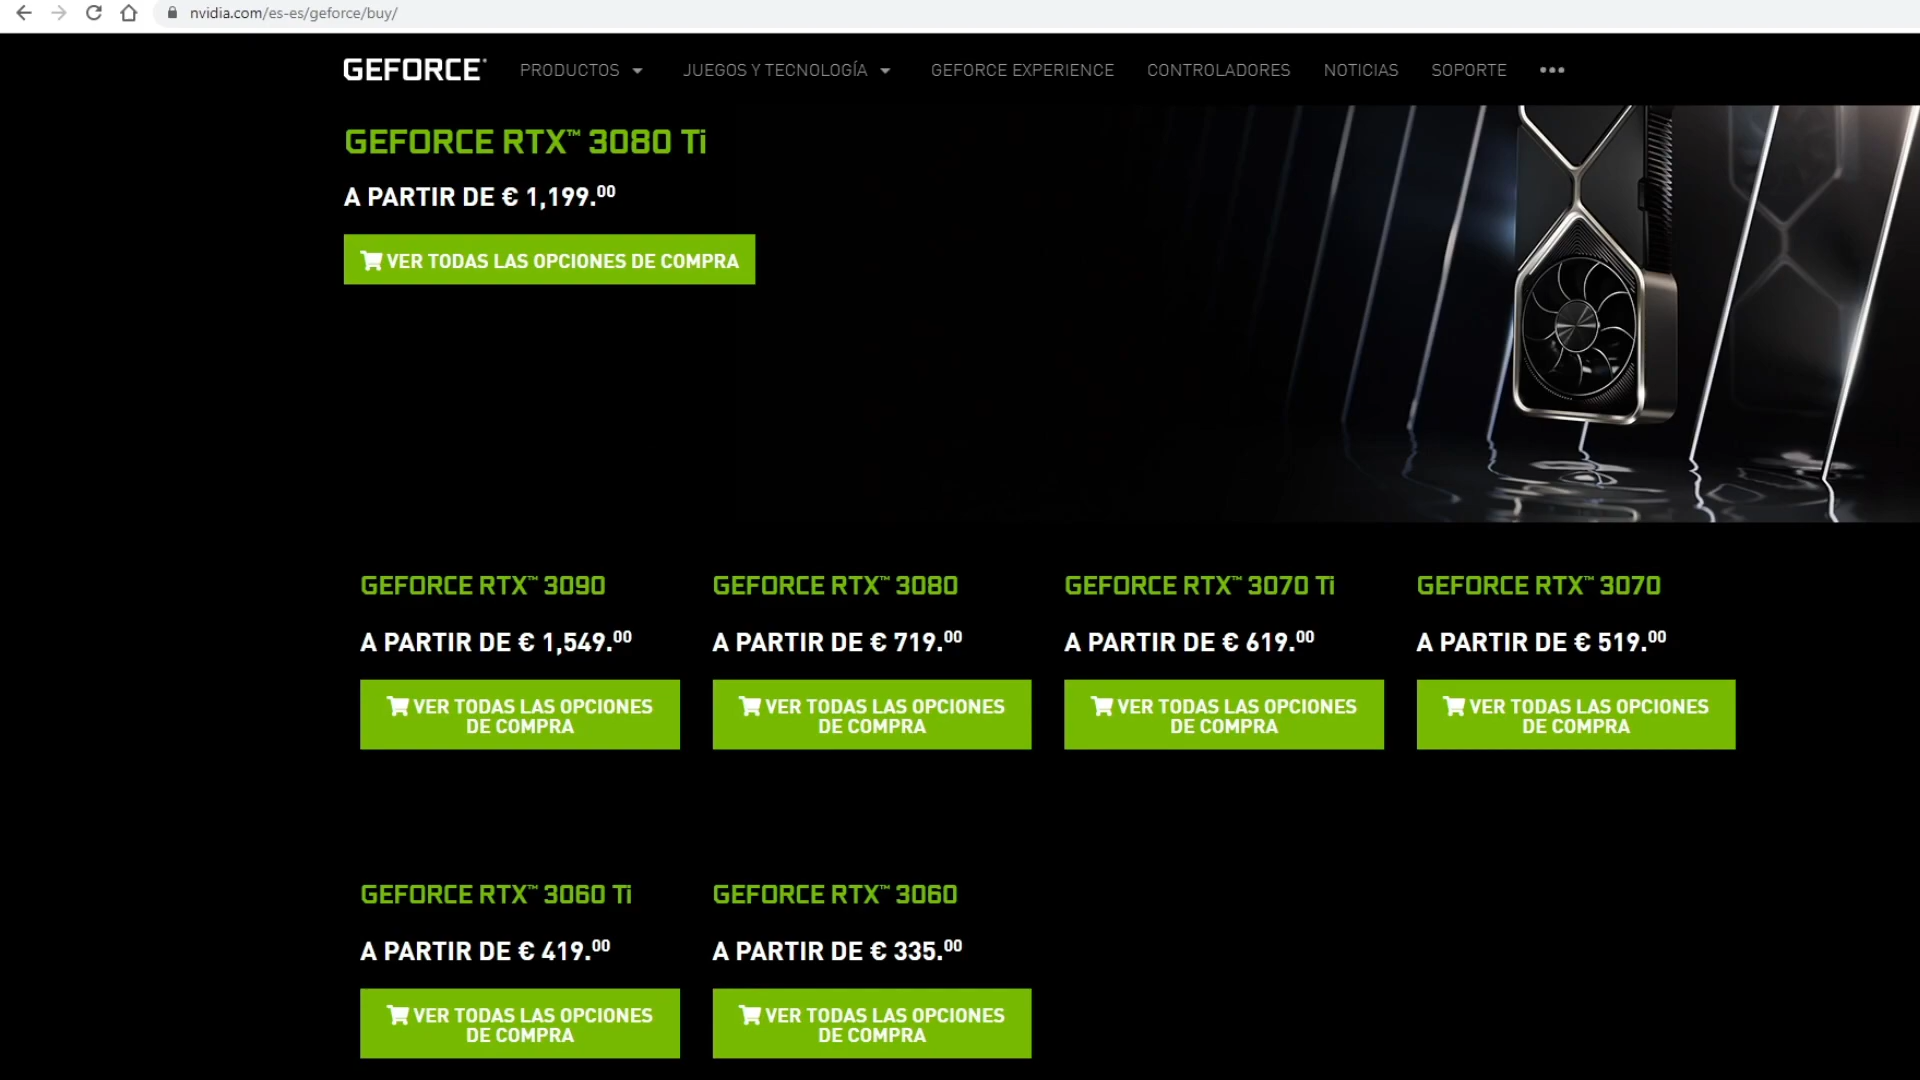 nvidia.com/es-es/geforce/buy/
GEFORCE® PRODUCTOS JUEGOS Y TECNOLOGÍA GEFORCE EXPERIENCE CONTROLADORES NOTICIAS SOPORTE •••
GEFORCE RTX™ 3080 Ti
A PARTIR DE € 1,199.00
VER TODAS LAS OPCIONES DE COMPRA
GEFORCE RTX™ 3090
A PARTIR DE € 1,549.00
VER TODAS LAS OPCIONES
DE COMPRA
GEFORCE RTX™ 3080
A PARTIR DE € 719.00
VER TODAS LAS OPCIONES
DE COMPRA
GEFORCE RTX™ 3070 Ti
A PARTIR DE € 619.00
VER TODAS LAS OPCIONES
DE COMPRA
GEFORCE RTX™ 3070
A PARTIR DE € 519.00
VER TODAS LAS OPCIONES
DE COMPRA
GEFORCE RTX™ 3060 Ti
A PARTIR DE € 419.00
VER TODAS LAS OPCIONES
DE COMPRA
GEFORCE RTX™ 3060
A PARTIR DE € 335.00
VER TODAS LAS OPCIONES
DE COMPRA